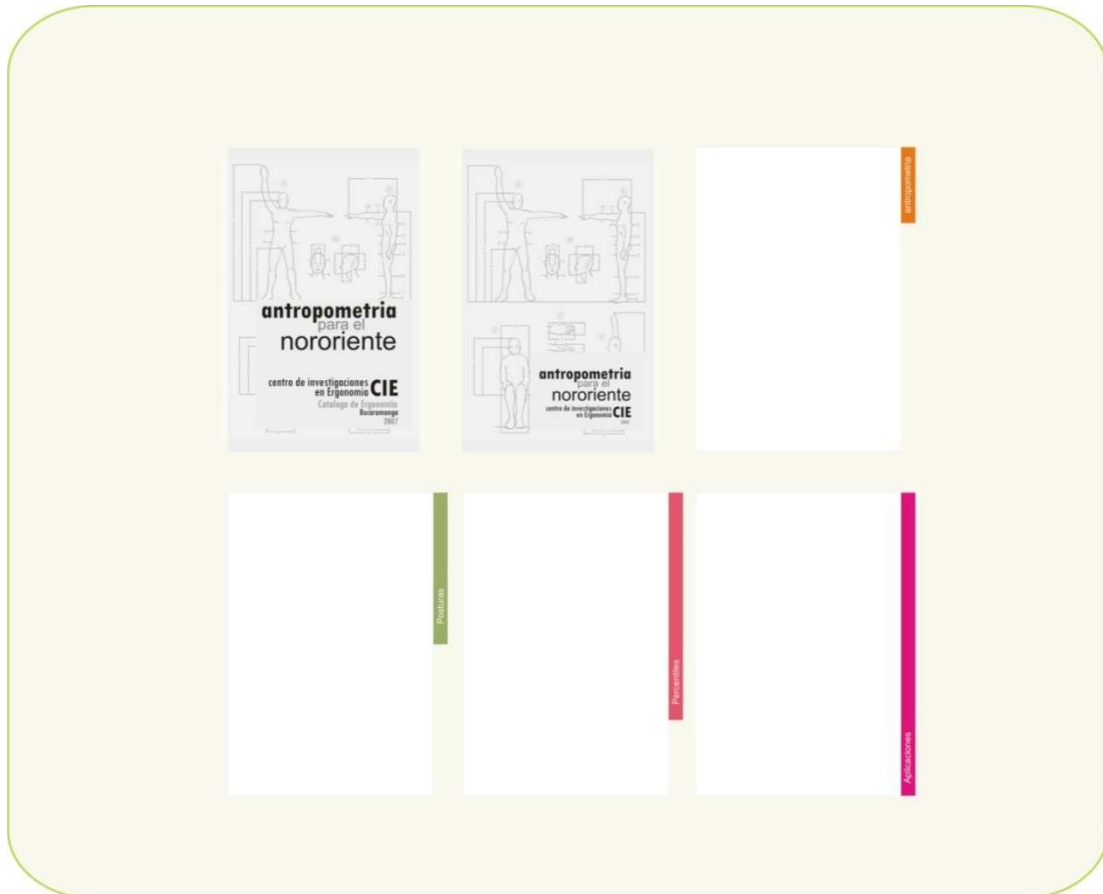 antropometria
para el
nororiente
centro de investigaciones
en Ergonomia CIE
Catalogo de Ergonomia
Bucaramanga
2007
antropometria
para el
nororiente
centro de investigaciones
en Ergonomia CIE
2007
antropometria
Posturas
Percentiles
Aplicaciones